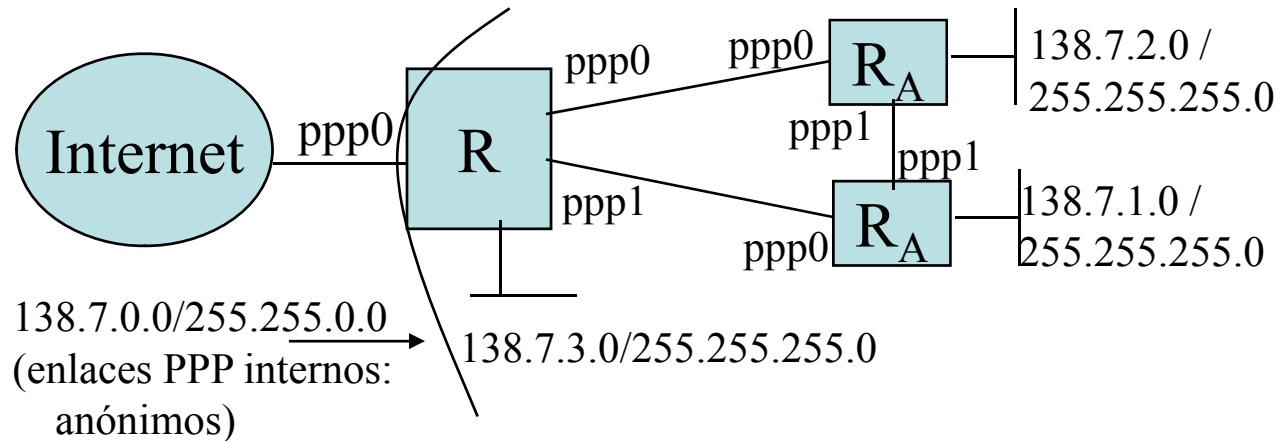 Internet
ppp0
R
ppp0
ppp1
ppp0
R_A
ppp1
138.7.2.0 /
255.255.255.0
ppp1
ppp0
R_A
138.7.1.0 /
255.255.255.0
138.7.0.0/255.255.0.0
(enlaces PPP internos:
anónimos)
138.7.3.0/255.255.255.0